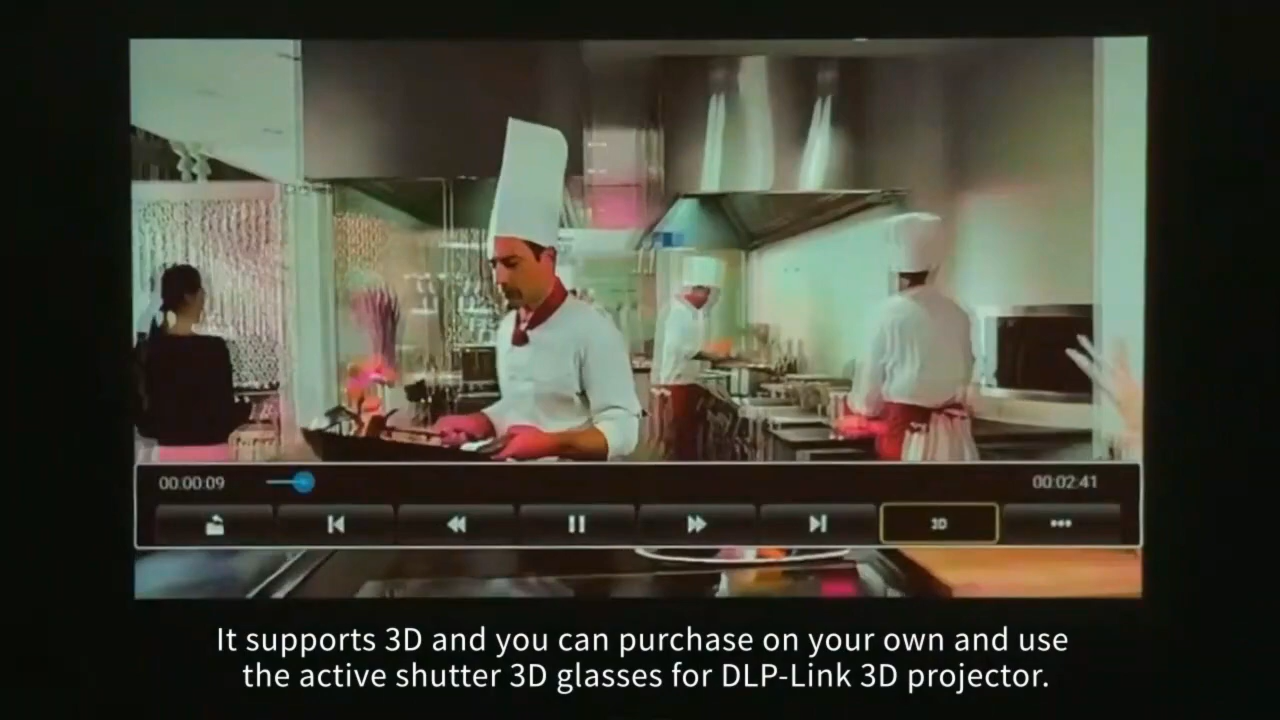 00:00:09
00:02:41
3D
It supports 3D and you can purchase on your own and use
the active shutter 3D glasses for DLP-Link 3D projector.